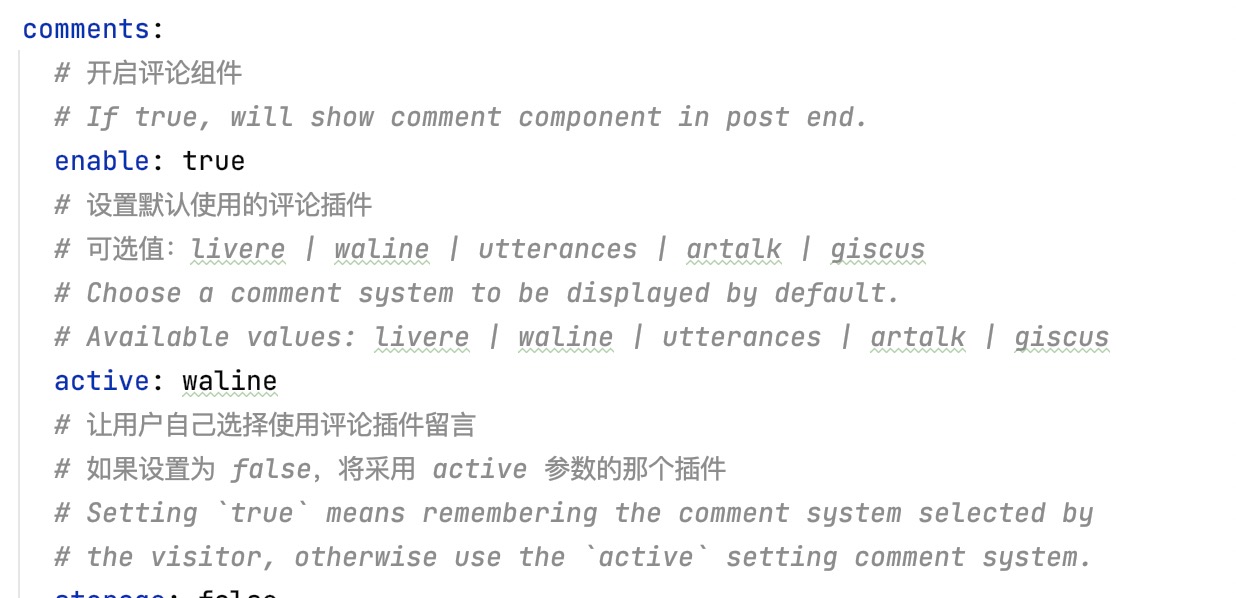 comments:
# 开启评论组件
# If true, will show comment component in post end.
enable: true
# 设置默认使用的评论插件
# 可选值：livere | waline | utterances | artalk | giscus
# Choose a comment system to be displayed by default.
# Available values: livere | waline | utterances | artalk | giscus
active: waline
# 让用户自己选择使用评论插件留言
# 如果设置为 false，将采用 active 参数的那个插件
# Setting `true` means remembering the comment system selected by
# the visitor, otherwise use the `active` setting comment system.
storage: false